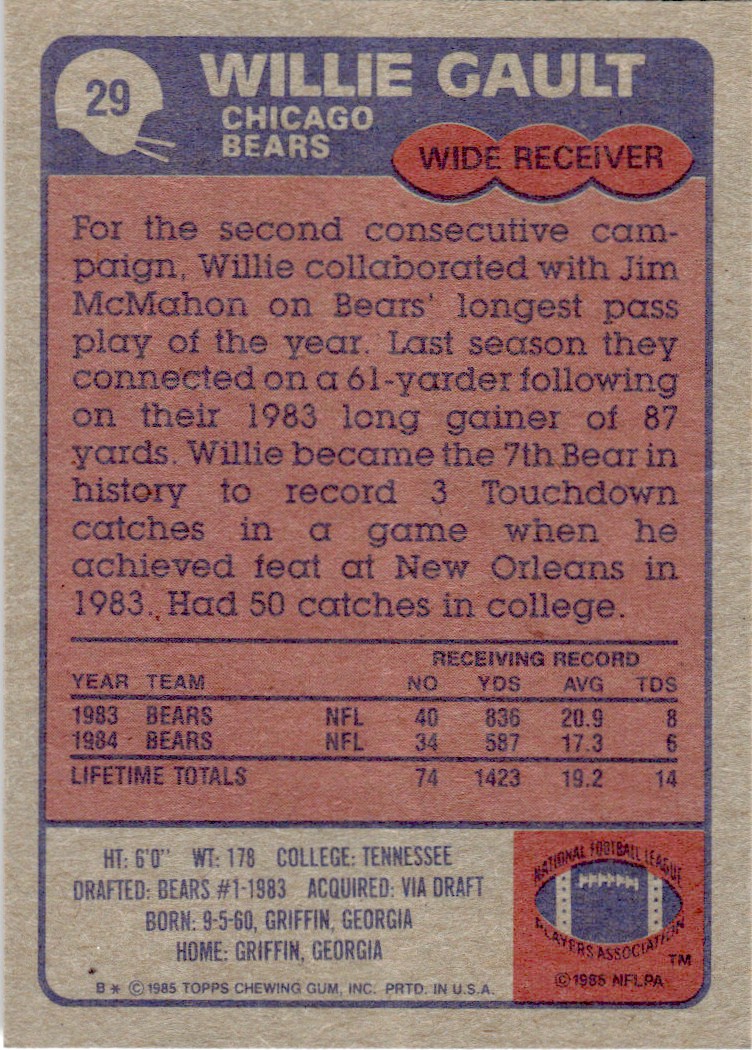 29
WILLIE GAULT
CHICAGO
BEARS
WIDE RECEIVER
For the second consecutive cam-
paign, Willie collaborated with Jim
McMahon on Bears' longest pass
play of the year. Last season they
connected on a 61-yarder following
on their 1983 long gainer of 87
yards. Willie became the 7th Bear in
history to record 3 Touchdown
catches in a game when he
achieved feat at New Orleans in
1983. Had 50 catches in college.
RECEIVING RECORD
YEAR TEAM NO YDS AVG TDS
1983 BEARS NFL 40 836 20.9 8
1984 BEARS NFL 34 587 17.3 6
LIFETIME TOTALS 74 1423 19.2 14
HT: 6'0" WT: 178 COLLEGE: TENNESSEE
DRAFTED: BEARS #1-1983 ACQUIRED: VIA DRAFT
BORN: 9-5-60, GRIFFIN, GEORGIA
HOME: GRIFFIN, GEORGIA
B * © 1985 TOPPS CHEWING GUM, INC. PRTD. IN U.S.A.
NATIONAL FOOTBALL LEAGUE
PLAYERS ASSOCIATION
TM
© 1985 NFLPA